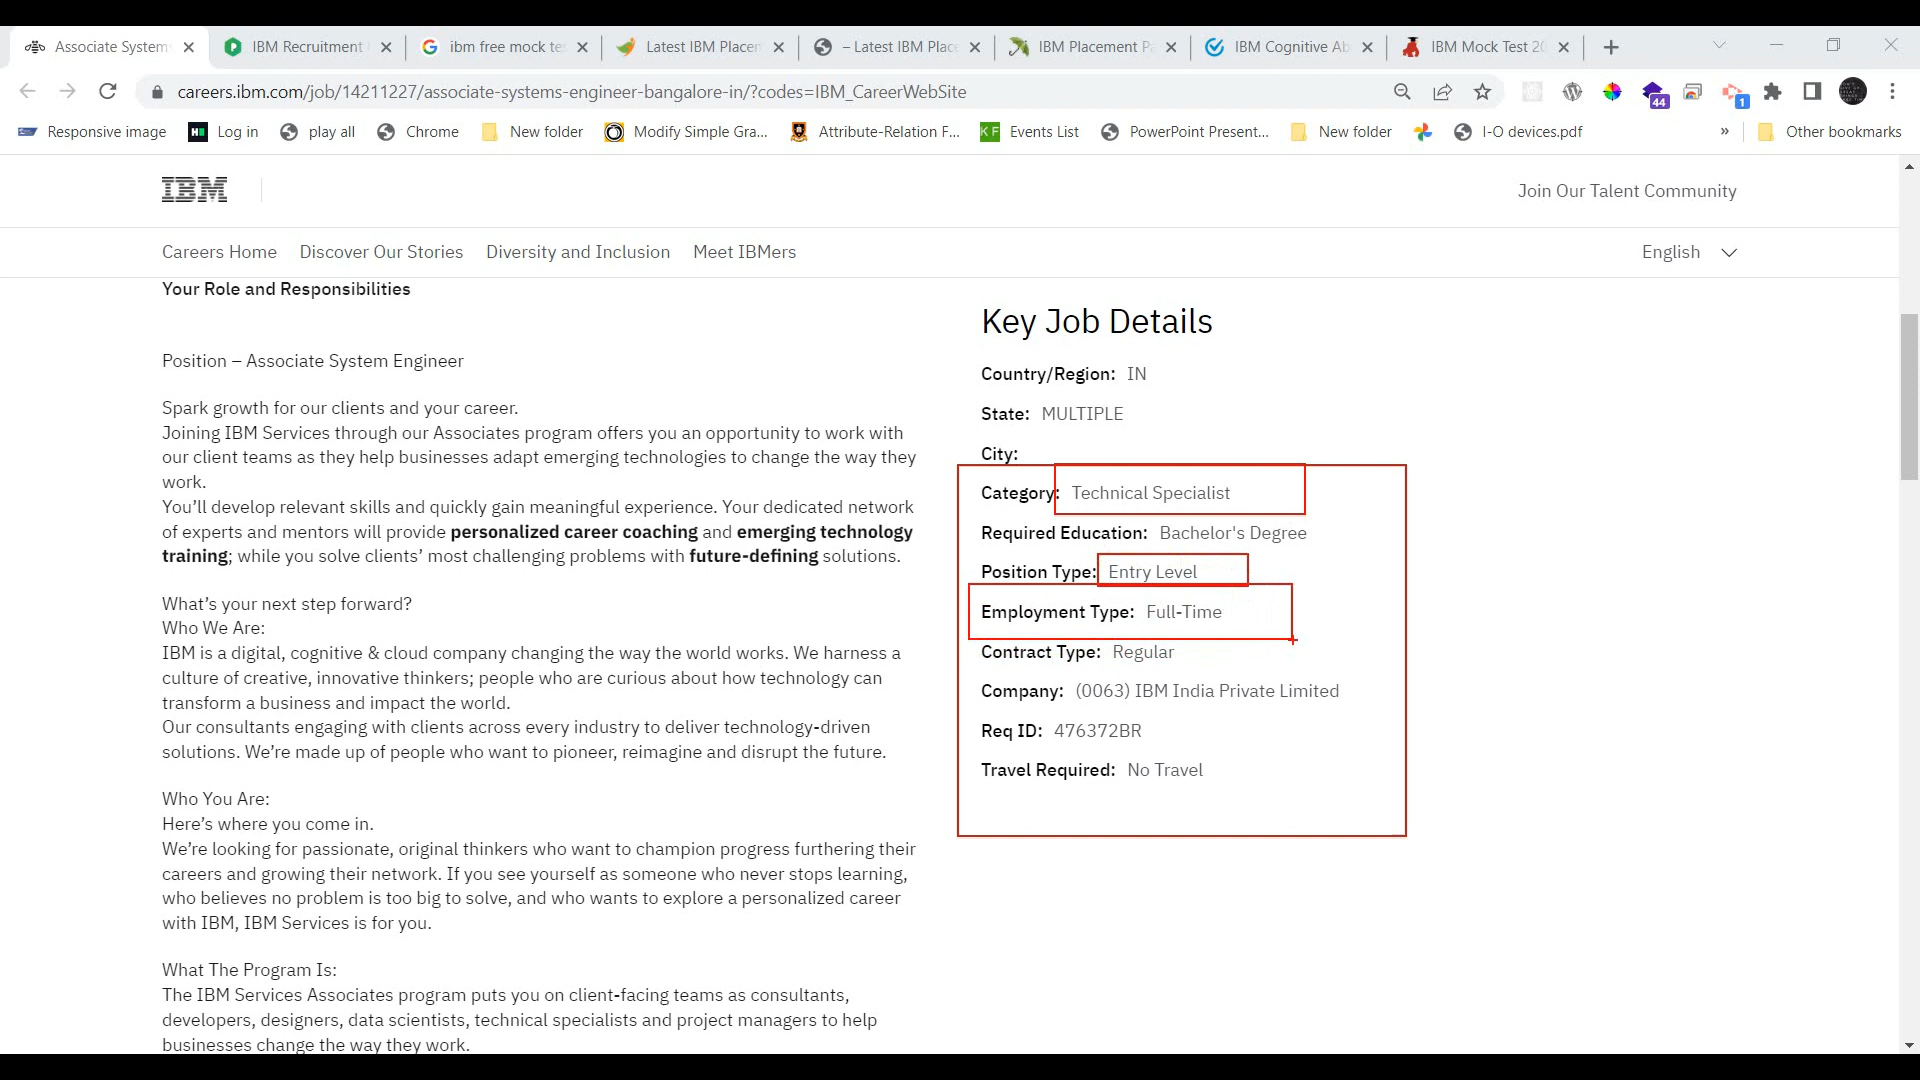 Associate Systems
IBM Recruitment
ibm free mock te
Latest IBM Placem
– Latest IBM Place
IBM Placement Pa
IBM Cognitive Ab
IBM Mock Test 20
careers.ibm.com/job/14211227/associate-systems-engineer-bangalore-in/?codes=IBM_CareerWebSite
44
1
Responsive image
Log in
play all
Chrome
New folder
Modify Simple Gra...
Attribute-Relation F...
KF
Events List
PowerPoint Present...
New folder
I-O devices.pdf
»
Other bookmarks
IBM
Join Our Talent Community
Careers Home
Discover Our Stories
Diversity and Inclusion
Meet IBMers
English
Your Role and Responsibilities
Position – Associate System Engineer
Spark growth for our clients and your career.
Joining IBM Services through our Associates program offers you an opportunity to work with
our client teams as they help businesses adapt emerging technologies to change the way they
work.
You’ll develop relevant skills and quickly gain meaningful experience. Your dedicated network
of experts and mentors will provide personalized career coaching and emerging technology
training; while you solve clients’ most challenging problems with future-defining solutions.
What’s your next step forward?
Who We Are:
IBM is a digital, cognitive & cloud company changing the way the world works. We harness a
culture of creative, innovative thinkers; people who are curious about how technology can
transform a business and impact the world.
Our consultants engaging with clients across every industry to deliver technology-driven
solutions. We’re made up of people who want to pioneer, reimagine and disrupt the future.
Who You Are:
Here’s where you come in.
We’re looking for passionate, original thinkers who want to champion progress furthering their
careers and growing their network. If you see yourself as someone who never stops learning,
who believes no problem is too big to solve, and who wants to explore a personalized career
with IBM, IBM Services is for you.
What The Program Is:
The IBM Services Associates program puts you on client-facing teams as consultants,
developers, designers, data scientists, technical specialists and project managers to help
businesses change the way they work.
Key Job Details
Country/Region: IN
State: MULTIPLE
City:
Category: Technical Specialist
Required Education: Bachelor's Degree
Position Type: Entry Level
Employment Type: Full-Time
Contract Type: Regular
Company: (0063) IBM India Private Limited
Req ID: 476372BR
Travel Required: No Travel